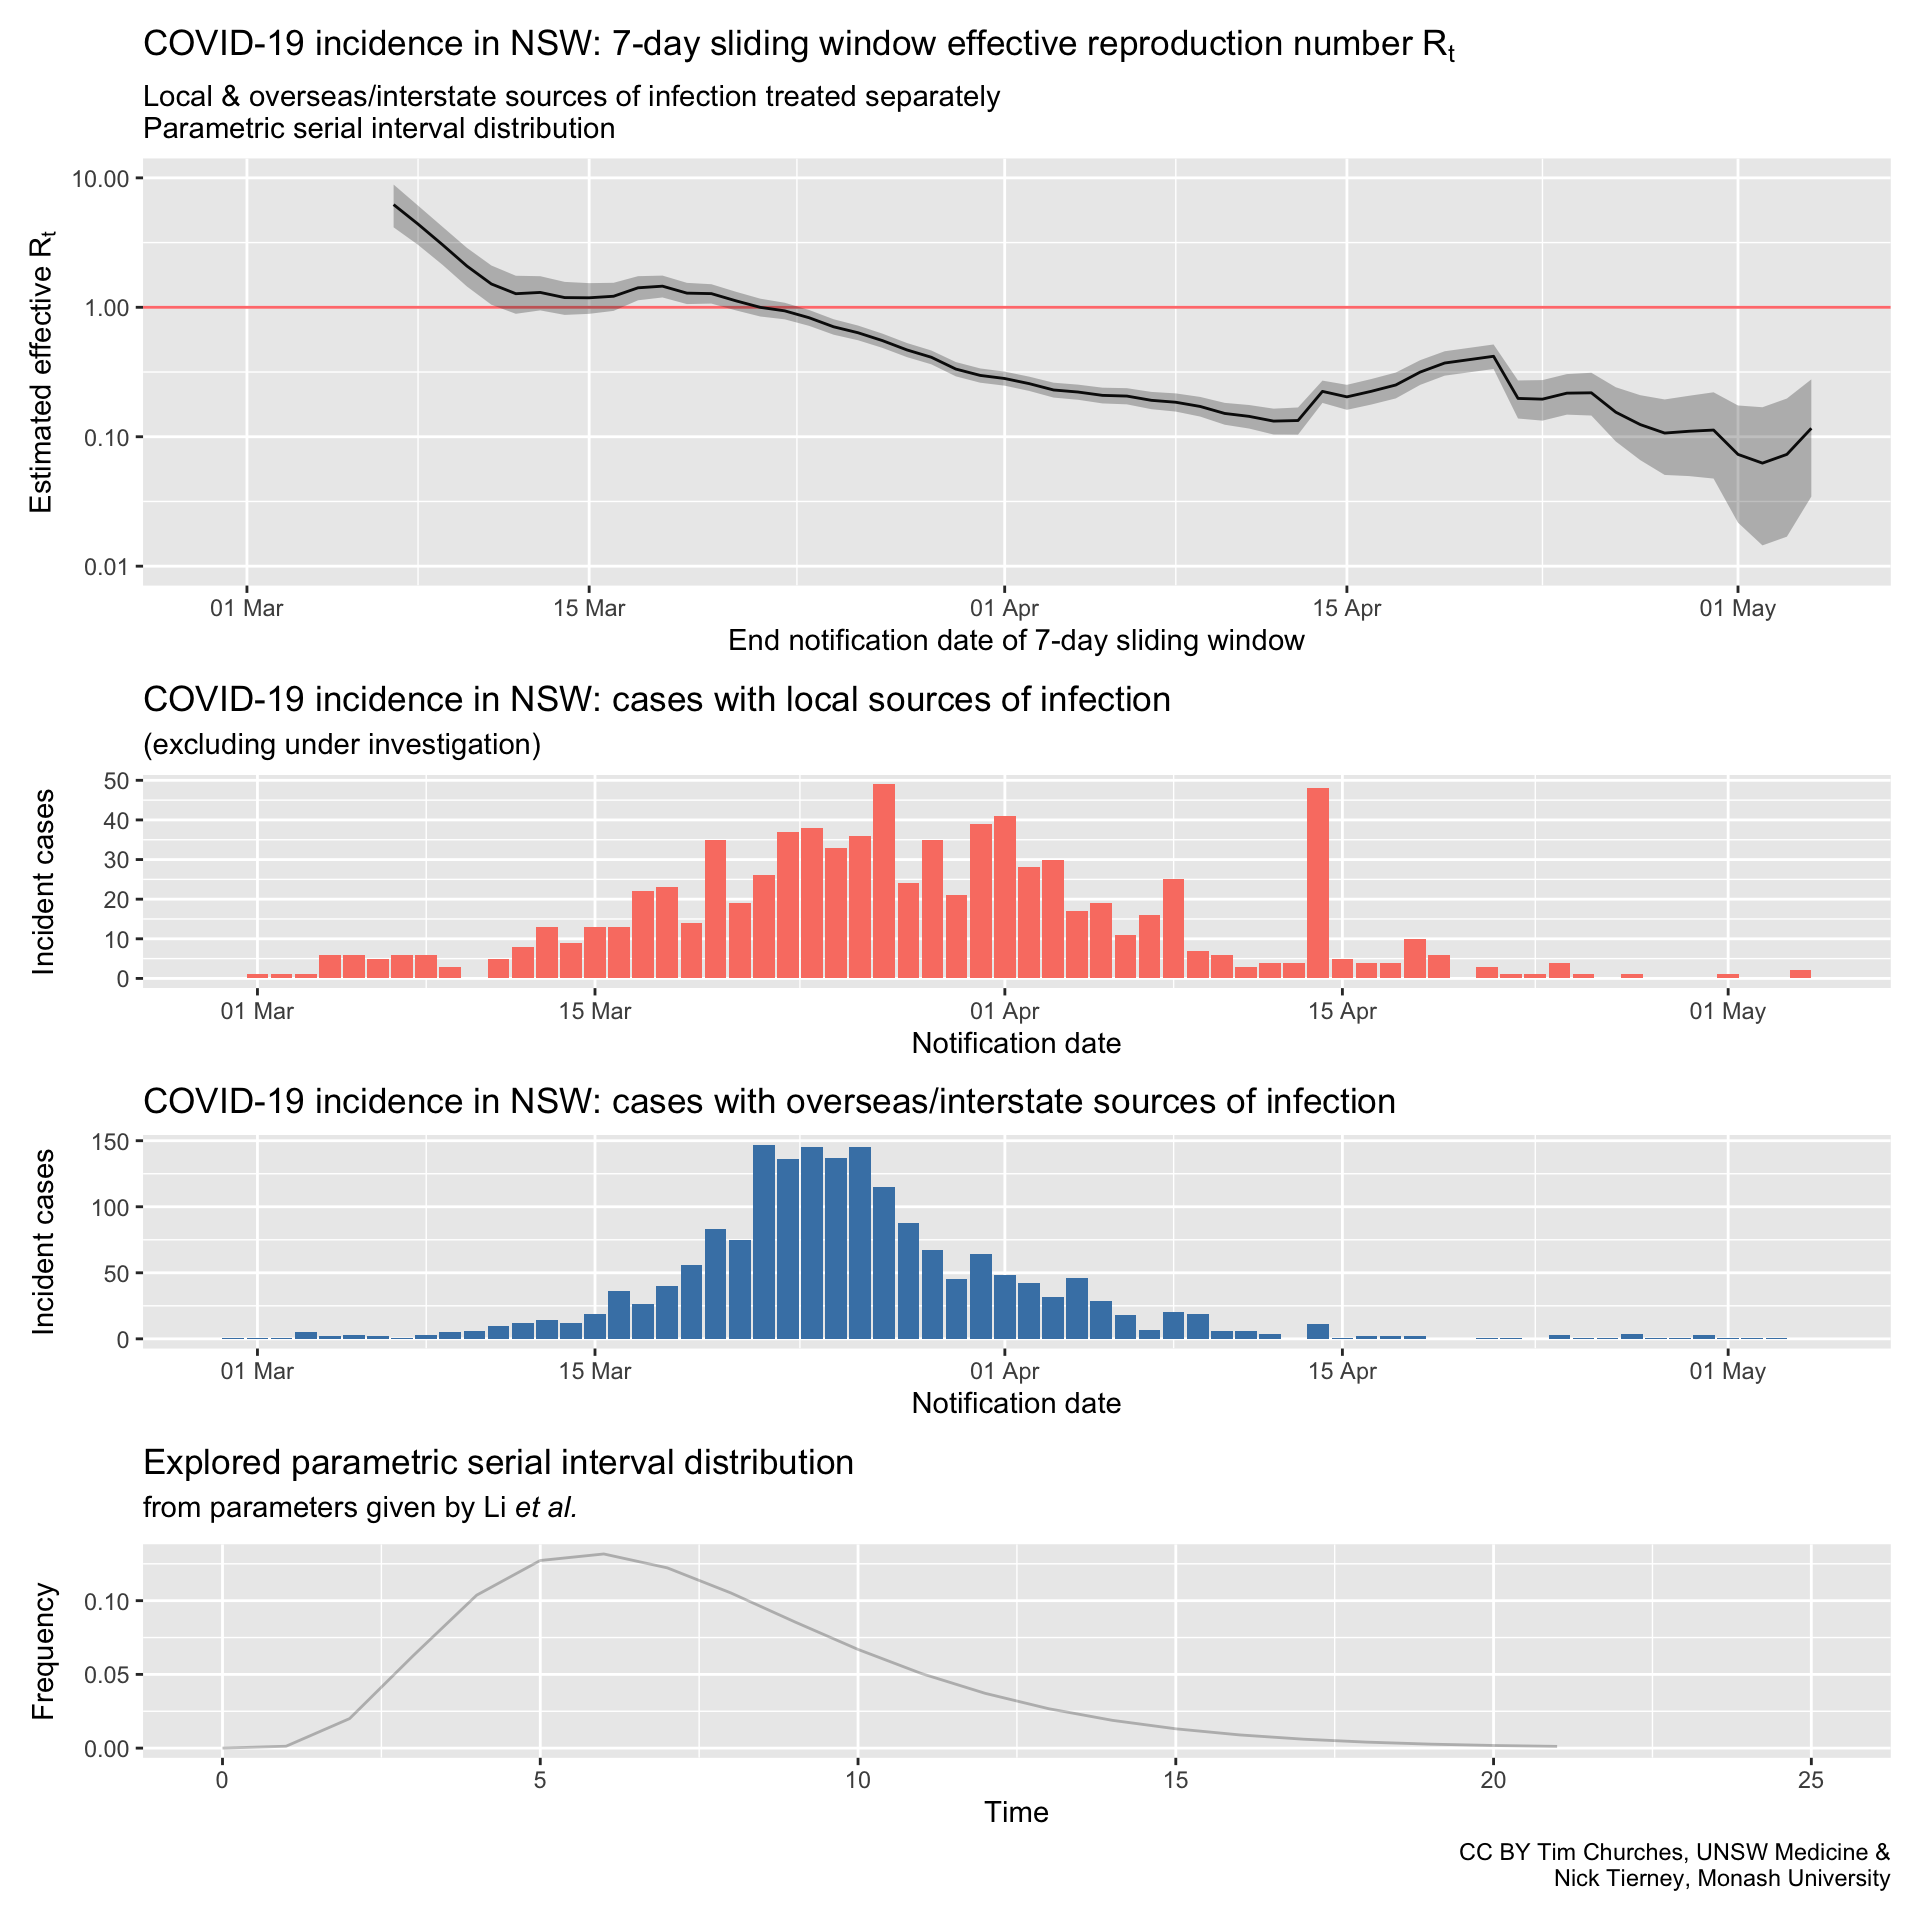 COVID-19 incidence in NSW: 7-day sliding window effective reproduction number Rt
Local & overseas/interstate sources of infection treated separately
Parametric serial interval distribution
Estimated effective Rt
10.00
1.00
0.10
0.01
01 Mar 15 Mar 01 Apr 15 Apr 01 May
End notification date of 7-day sliding window
COVID-19 incidence in NSW: cases with local sources of infection
(excluding under investigation)
Incident cases
50
40
30
20
10
0
01 Mar 15 Mar 01 Apr 15 Apr 01 May
Notification date
COVID-19 incidence in NSW: cases with overseas/interstate sources of infection
Incident cases
150
100
50
0
01 Mar 15 Mar 01 Apr 15 Apr 01 May
Notification date
Explored parametric serial interval distribution
from parameters given by Li et al.
Frequency
0.10
0.05
0.00
0 5 10 15 20 25
Time
CC BY Tim Churches, UNSW Medicine &
Nick Tierney, Monash University